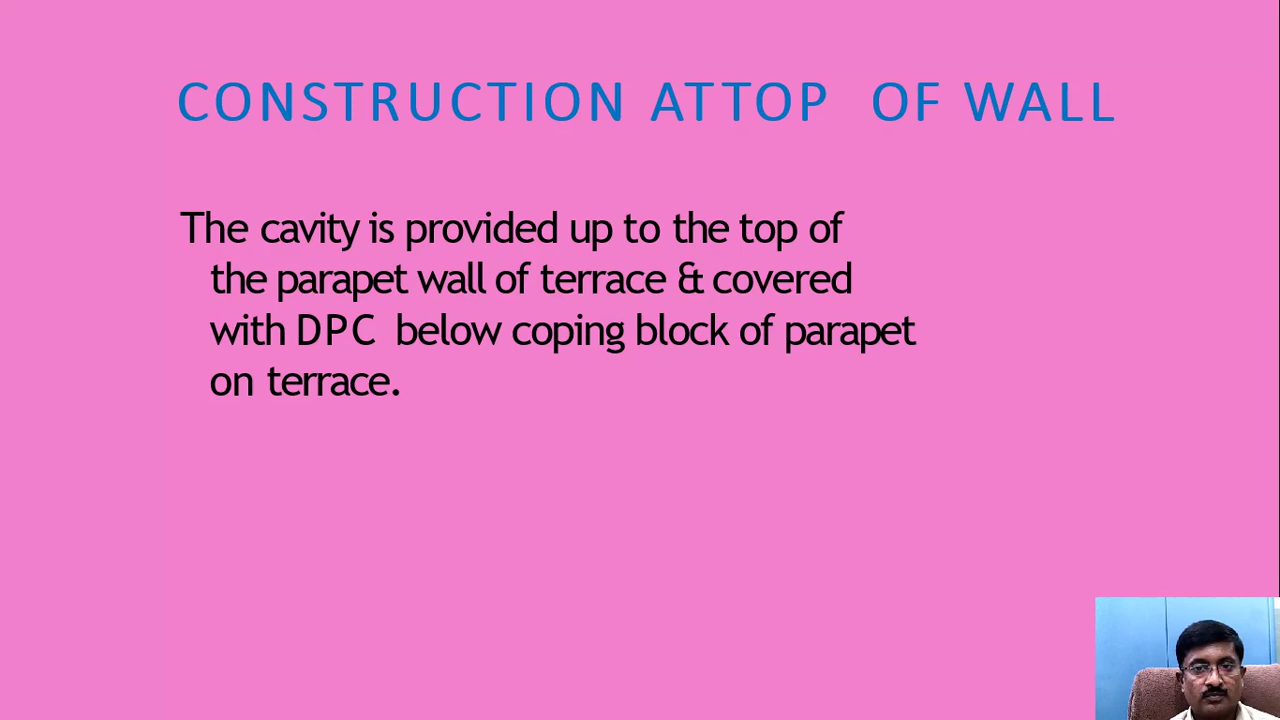 CONSTRUCTION ATTOP OF WALL
The cavity is provided up to the top of
the parapet wall of terrace & covered
with DPC below coping block of parapet
on terrace.